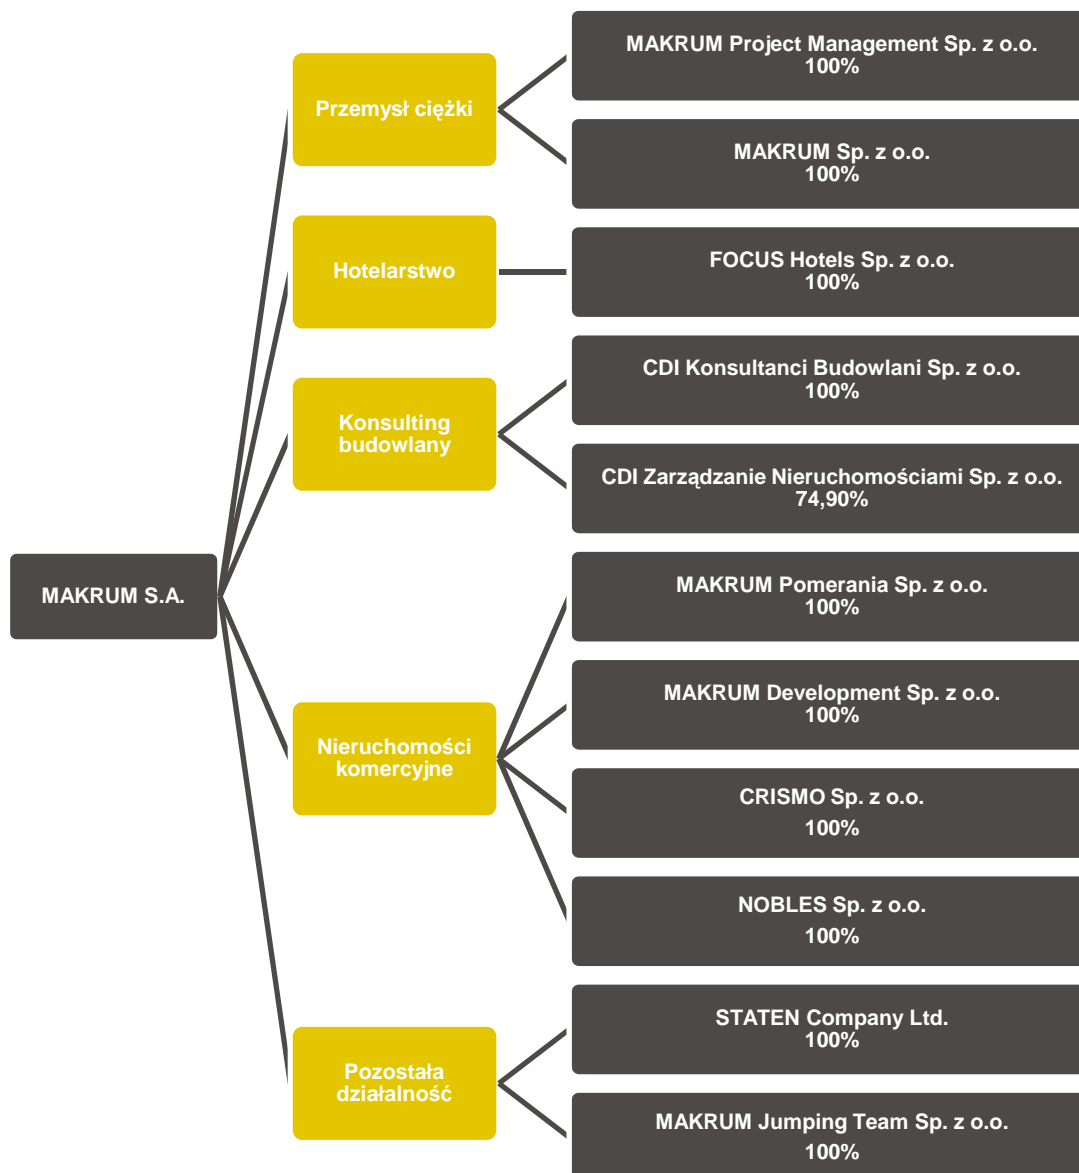 MAKRUM S.A.
Przemysł ciężki
MAKRUM Project Management Sp. z o.o.
100%
MAKRUM Sp. z o.o.
100%
Hotelarstwo
FOCUS Hotels Sp. z o.o.
100%
Konsulting
budowlany
CDI Konsultanci Budowlani Sp. z o.o.
100%
CDI Zarządzanie Nieruchomościami Sp. z o.o.
74,90%
Nieruchomości
komercyjne
MAKRUM Pomerania Sp. z o.o.
100%
MAKRUM Development Sp. z o.o.
100%
CRISMO Sp. z o.o.
100%
NOBLES Sp. z o.o.
100%
Pozostała
działalność
STATEN Company Ltd.
100%
MAKRUM Jumping Team Sp. z o.o.
100%